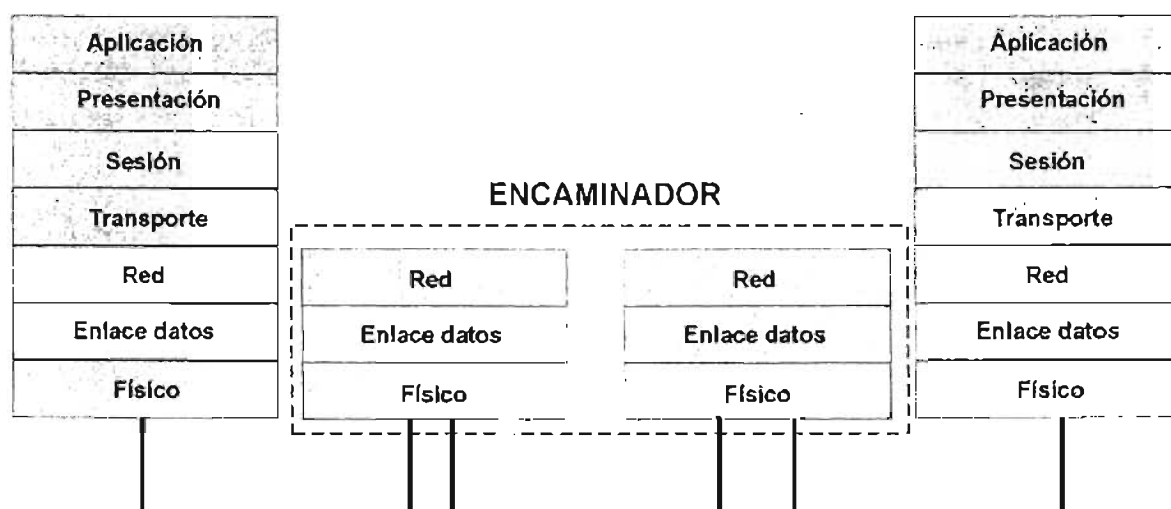 Aplicación
Presentación
Sesión
Transporte
Red
Enlace datos
Físico
ENCAMINADOR
Red
Enlace datos
Físico
Red
Enlace datos
Físico
Aplicación
Presentación
Sesión
Transporte
Red
Enlace datos
Físico